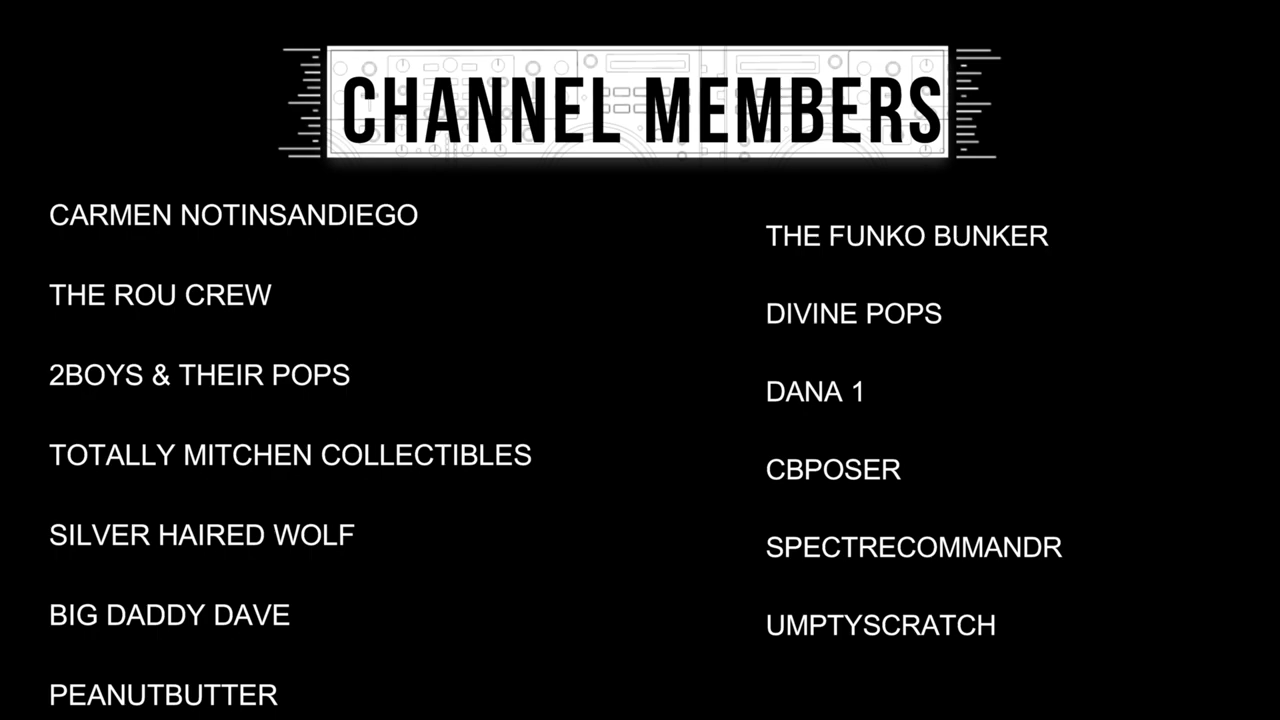 CHANNEL MEMBERS
CARMEN NOTINSANDIEGO
THE ROU CREW
2BOYS & THEIR POPS
TOTALLY MITCHEN COLLECTIBLES
SILVER HAIRED WOLF
BIG DADDY DAVE
PEANUTBUTTER
THE FUNKO BUNKER
DIVINE POPS
DANA 1
CBPOSER
SPECTRECOMMANDR
UMPTYSCRATCH